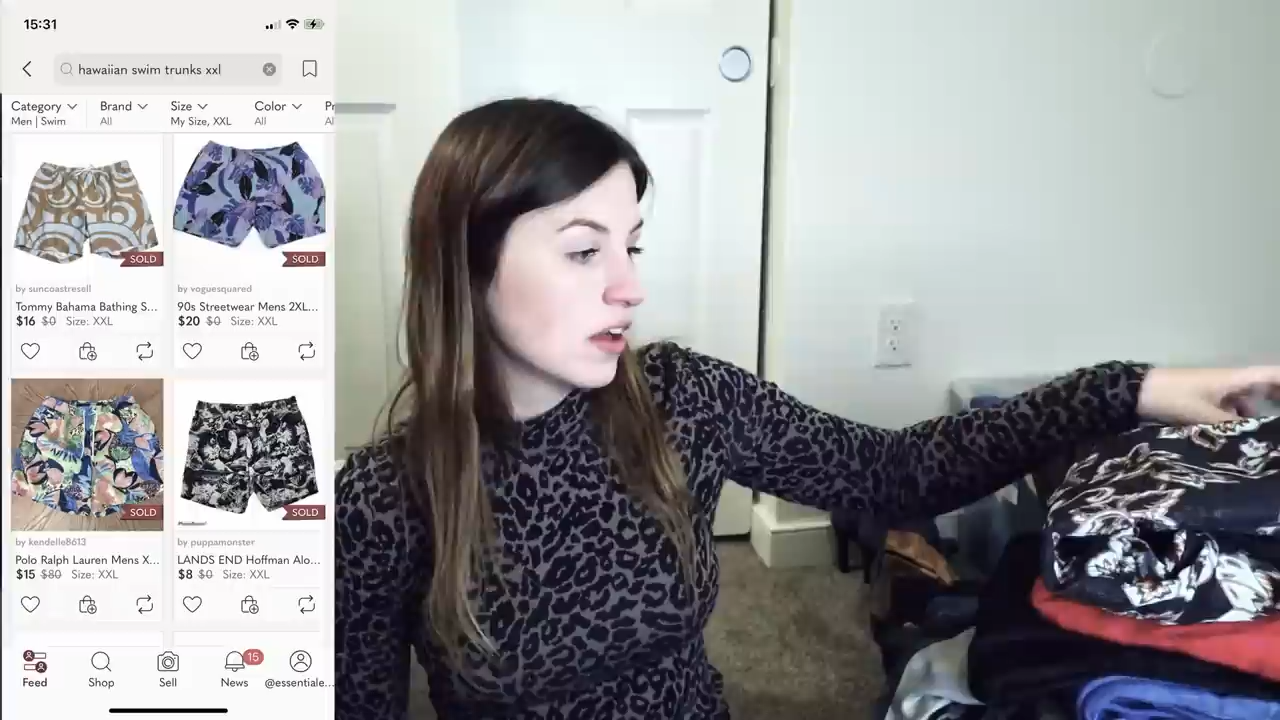 15:31
hawaiian swim trunks xxl
Category Brand Size Color Pr
Men | Swim All My Size, XXL All Al
SOLD SOLD
by suncoastresell by voguesquared
Tommy Bahama Bathing S... 90s Streetwear Mens 2XL...
$16 $0 Size: XXL $20 $0 Size: XXL
SOLD SOLD
by kendelle8613 by puppamonster
Polo Ralph Lauren Mens X... LANDS END Hoffman Alo...
$15 $80 Size: XXL $8 $0 Size: XXL
15
Feed Shop Sell News @essentiale...